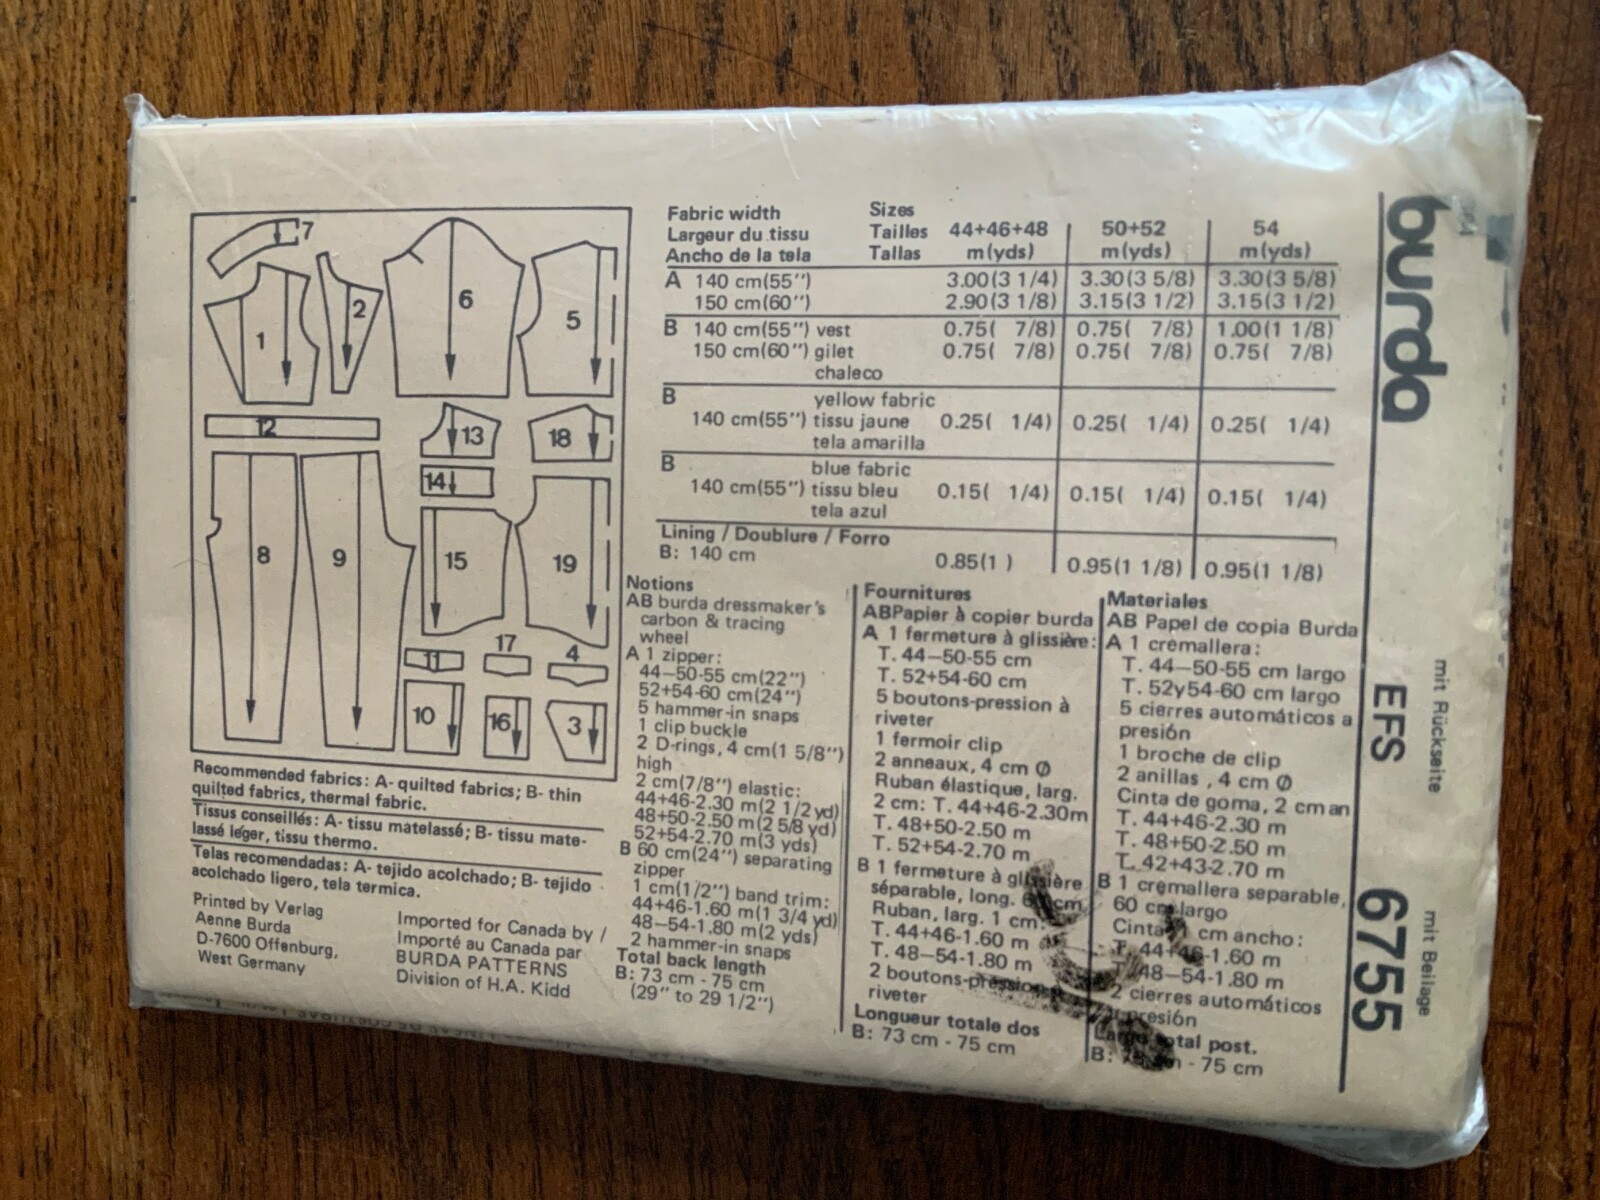 7
1
2
6
5
12
13
18
14
8
9
15
19
11
17
4
10
16
3
Recommended fabrics: A- quilted fabrics; B- thin
quilted fabrics, thermal fabric.
Tissus conseillés: A- tissu matelassé; B- tissu mate-
lassé léger, tissu thermo.
Telas recomendadas: A- tejido acolchado; B- tejido
acolchado ligero, tela termica.
Printed by Verlag
Aenne Burda
D-7600 Offenburg,
West Germany
Imported for Canada by /
Importé au Canada par
BURDA PATTERNS
Division of H.A. Kidd
Fabric width Sizes
Largeur du tissu Tailles 44+46+48 50+52 54
Ancho de la tela Tallas m(yds) m(yds) m(yds)
A 140 cm(55") 3.00(3 1/4) 3.30(3 5/8) 3.30(3 5/8)
150 cm(60") 2.90(3 1/8) 3.15(3 1/2) 3.15(3 1/2)
B 140 cm(55") vest 0.75( 7/8) 0.75( 7/8) 1.00(1 1/8)
150 cm(60") gilet 0.75( 7/8) 0.75( 7/8) 0.75( 7/8)
chaleco
B yellow fabric
140 cm(55") tissu jaune 0.25( 1/4) 0.25( 1/4) 0.25( 1/4)
tela amarilla
B blue fabric
140 cm(55") tissu bleu 0.15( 1/4) 0.15( 1/4) 0.15( 1/4)
tela azul
Lining / Doublure / Forro
B: 140 cm 0.85(1 ) 0.95(1 1/8) 0.95(1 1/8)
Notions
AB burda dressmaker's
carbon & tracing
wheel
A 1 zipper:
44–50-55 cm(22")
52+54-60 cm(24")
5 hammer-in snaps
1 clip buckle
2 D-rings, 4 cm(1 5/8")
high
2 cm(7/8") elastic:
44+46-2.30 m(2 1/2 yd)
48+50-2.50 m(2 5/8 yd)
52+54-2.70 m(3 yds)
B 60 cm(24") separating
zipper
1 cm(1/2") band trim:
44+46-1.60 m(1 3/4 yd)
48–54-1.80 m(2 yds)
2 hammer-in snaps
Total back length
B: 73 cm - 75 cm
(29" to 29 1/2")
Fournitures
ABPapier à copier burda
A 1 fermeture à glissière:
T. 44–50-55 cm
T. 52+54-60 cm
5 boutons-pression à
riveter
1 fermoir clip
2 anneaux, 4 cm Ø
Ruban élastique, larg.
2 cm: T. 44+46-2.30m
T. 48+50-2.50 m
T. 52+54-2.70 m
B 1 fermeture à glissière
séparable, long. cm
Ruban, larg. 1 cm:
T. 44+46-1.60 m
T. 48–54-1.80 m
2 boutons-pression
riveter
Longueur totale dos
B: 73 cm - 75 cm
Materiales
AB Papel de copia Burda
A 1 cremallera:
T. 44–50-55 cm largo
T. 52y54-60 cm largo
5 cierres automáticos a
presión
1 broche de clip
2 anillas , 4 cm Ø
Cinta de goma, 2 cm an
T. 44+46-2.30 m
T. 48+50-2.50 m
T. 42+43-2.70 m
B 1 cremallera separable,
60 cm largo
Cinta cm ancho:
T. 44+46-1.60 m
48–54-1.80 m
2 cierres automáticos
presión
Largo total post.
B: - 75 cm
burda
EFS
6755
mit Rückseite
mit Beilage